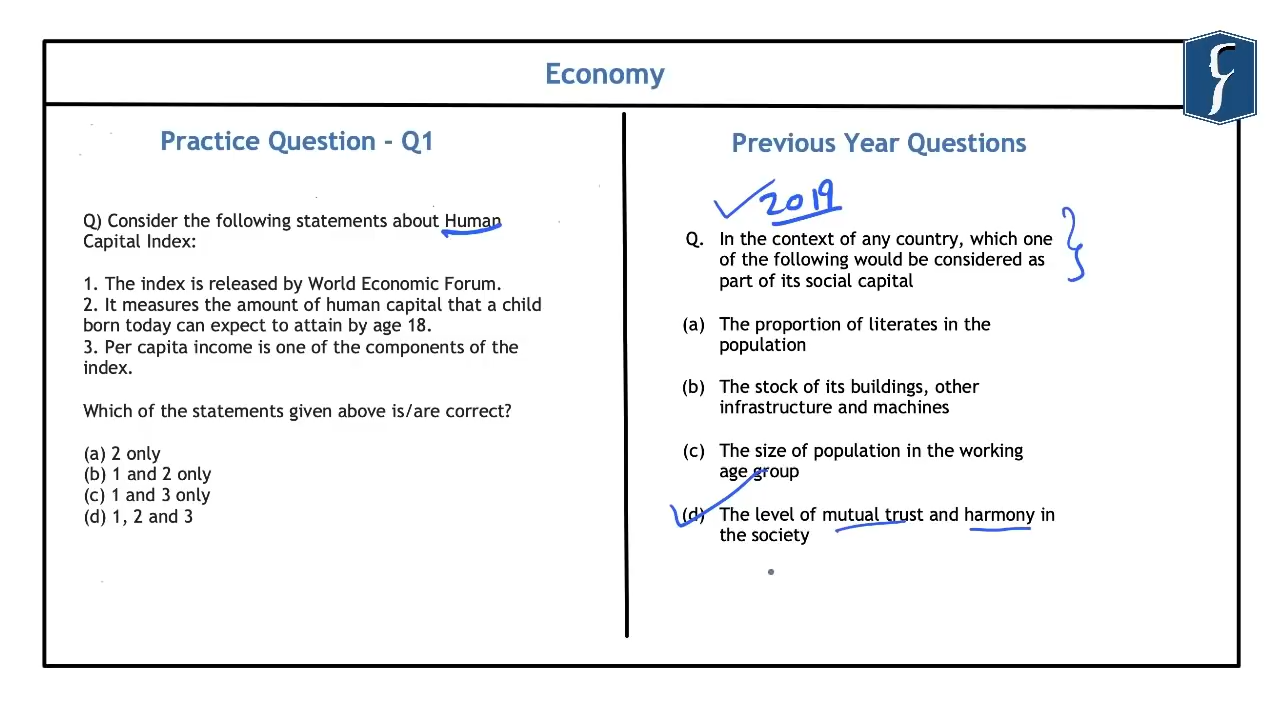 Economy
Practice Question - Q1
Q) Consider the following statements about Human
Capital Index:
1. The index is released by World Economic Forum.
2. It measures the amount of human capital that a child
born today can expect to attain by age 18.
3. Per capita income is one of the components of the
index.
Which of the statements given above is/are correct?
(a) 2 only
(b) 1 and 2 only
(c) 1 and 3 only
(d) 1, 2 and 3
Previous Year Questions
2019
Q. In the context of any country, which one
of the following would be considered as
part of its social capital
(a) The proportion of literates in the
population
(b) The stock of its buildings, other
infrastructure and machines
(c) The size of population in the working
age group
(d) The level of mutual trust and harmony in
the society